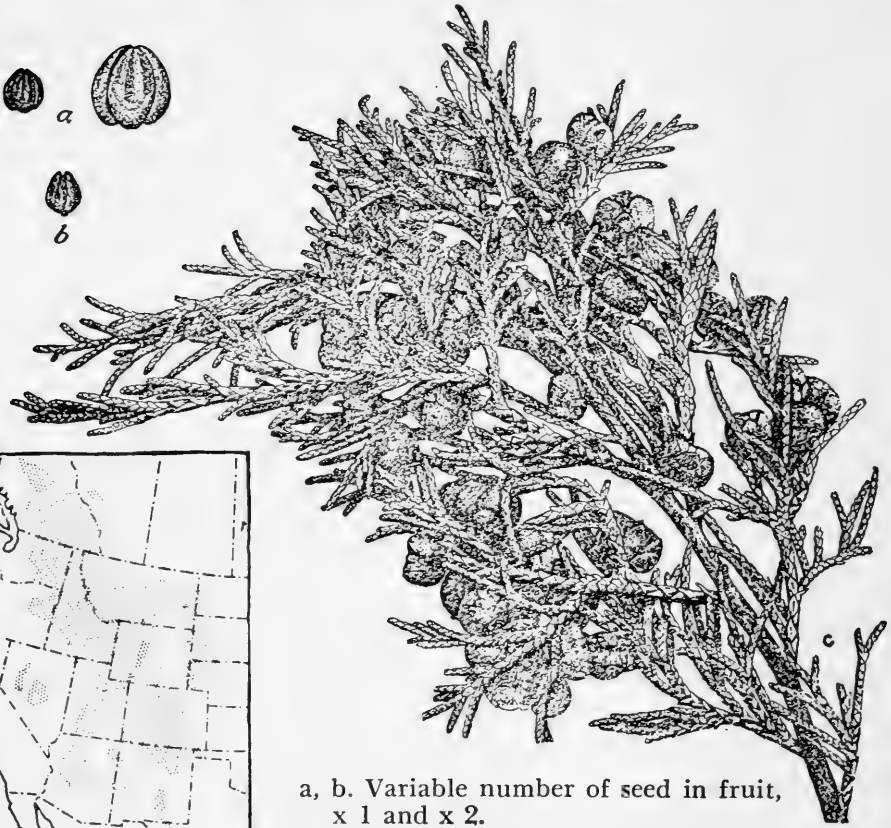 a
b
c
a, b. Variable number of seed in fruit,
x 1 and x 2.